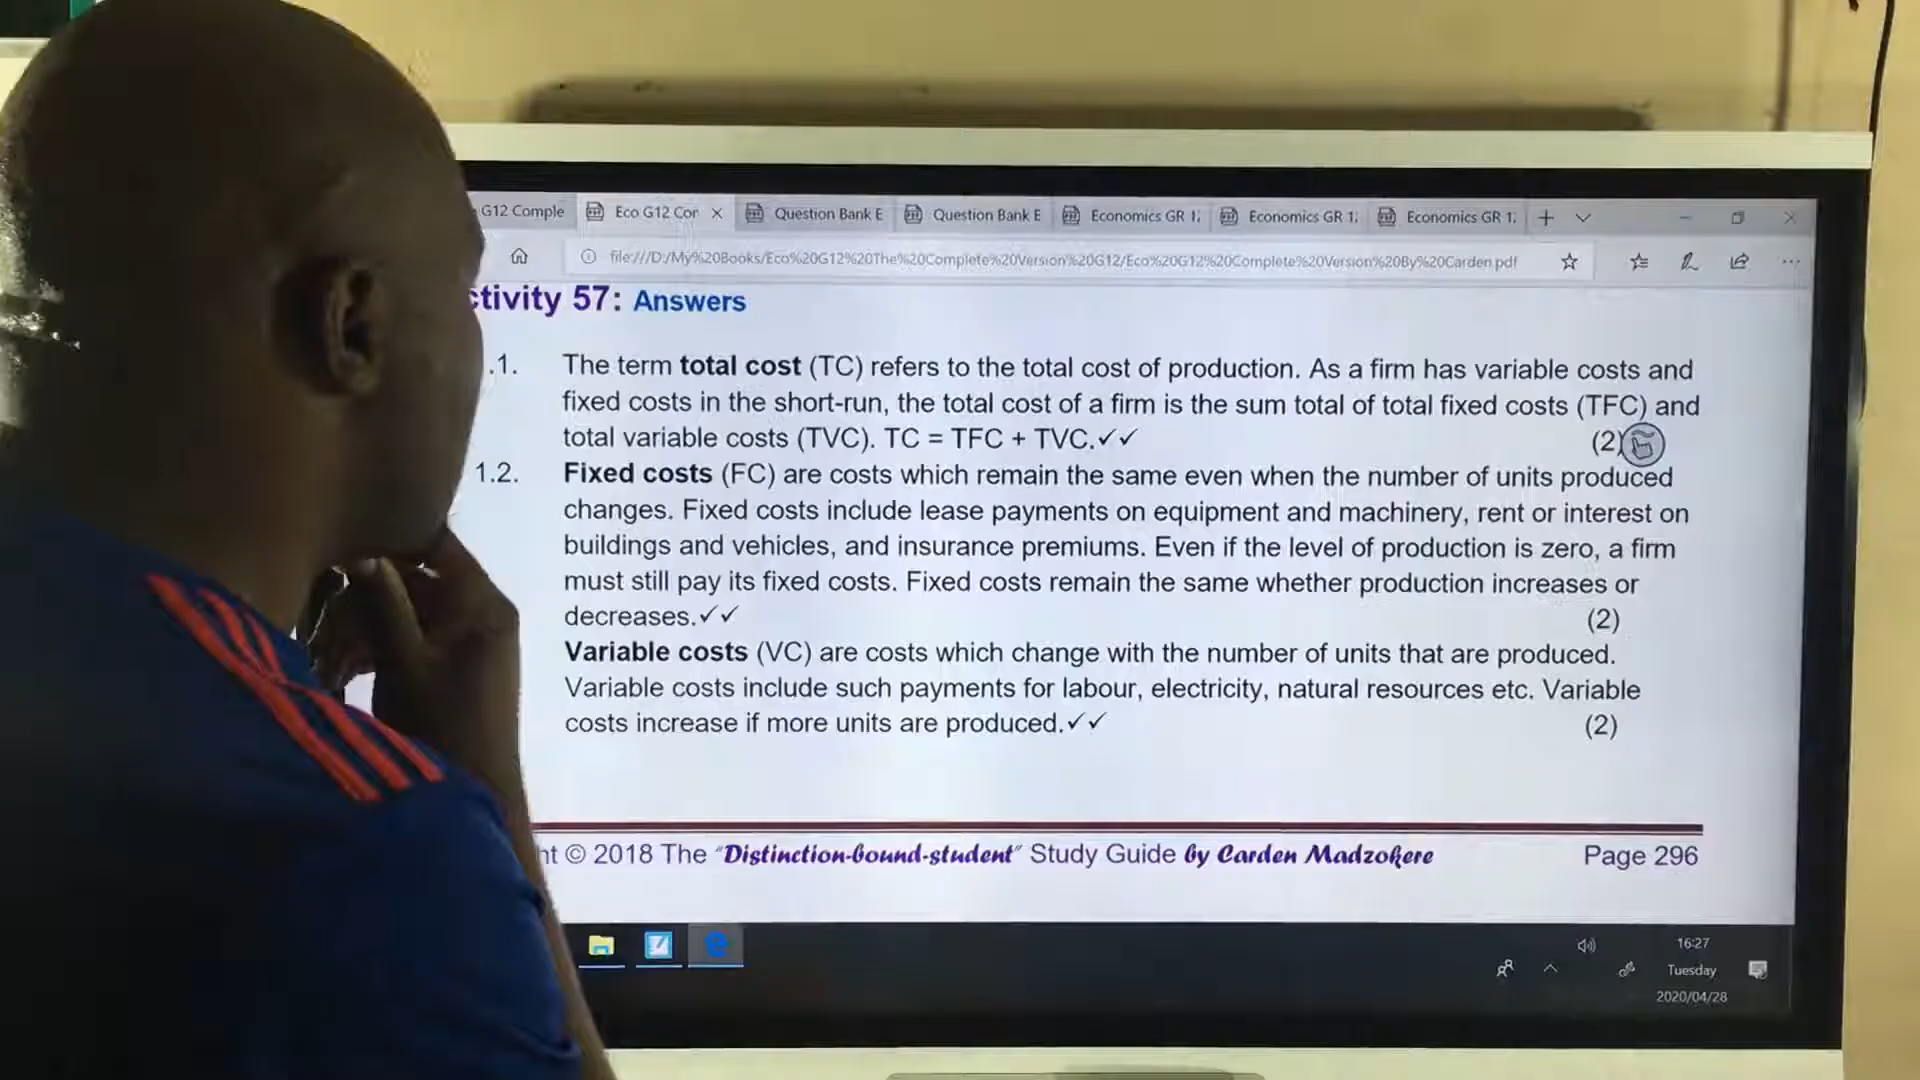 G12 Comple
Eco G12 Cor
Question Bank E
Question Bank E
Economics GR 1
Economics GR 1
Economics GR 1
file:///D:/My%20Books/Eco%20G12%20The%20Complete%20Version%20G12/Eco%20G12%20Complete%20Version%20By%20Carden.pdf
ctivity 57: Answers
.1. The term total cost (TC) refers to the total cost of production. As a firm has variable costs and
fixed costs in the short-run, the total cost of a firm is the sum total of total fixed costs (TFC) and
total variable costs (TVC). TC = TFC + TVC.✓✓ (2)
1.2. Fixed costs (FC) are costs which remain the same even when the number of units produced
changes. Fixed costs include lease payments on equipment and machinery, rent or interest on
buildings and vehicles, and insurance premiums. Even if the level of production is zero, a firm
must still pay its fixed costs. Fixed costs remain the same whether production increases or
decreases.✓✓ (2)
Variable costs (VC) are costs which change with the number of units that are produced.
Variable costs include such payments for labour, electricity, natural resources etc. Variable
costs increase if more units are produced.✓✓ (2)
ht © 2018 The "Distinction-bound-student" Study Guide by Carden Madzokere Page 296
16:27
Tuesday
2020/04/28